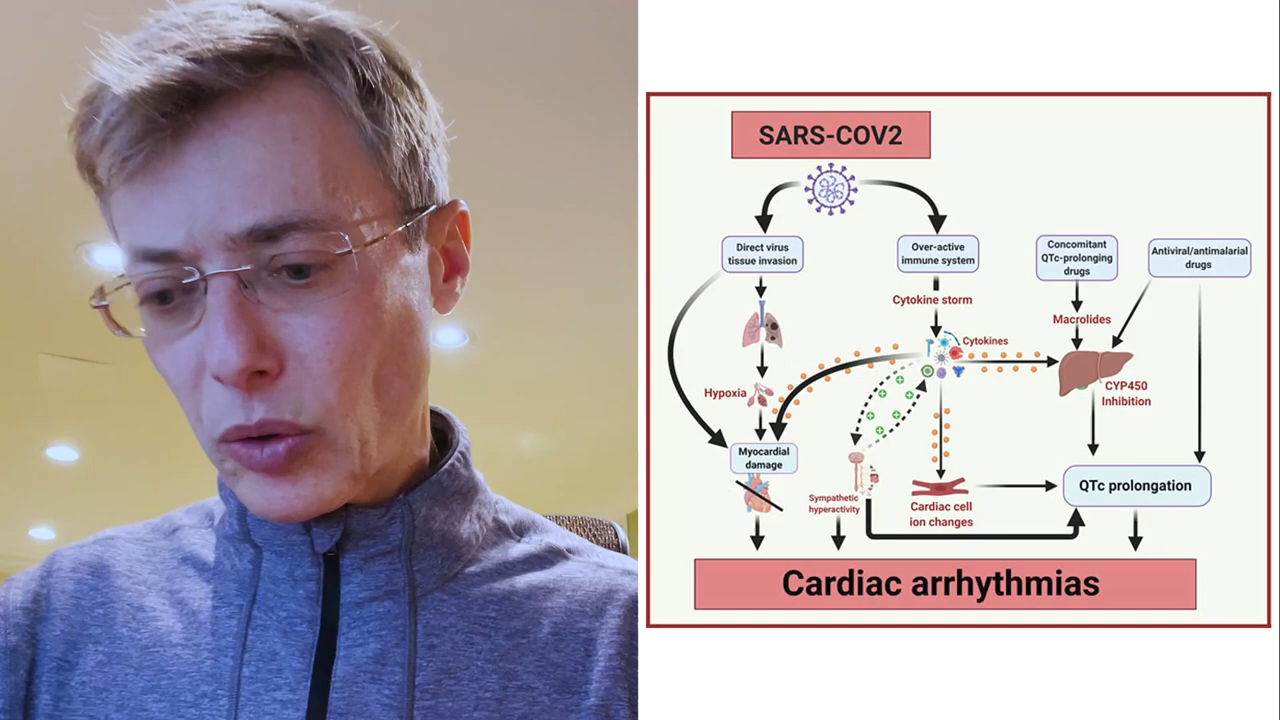 SARS-COV2
Direct virus
tissue invasion
Over-active
immune system
Concomitant
QTc-prolonging
drugs
Antiviral/antimalarial
drugs
Cytokine storm
Macrolides
Cytokines
Hypoxia
CYP450
Inhibition
Myocardial
damage
Sympathetic
hyperactivity
Cardiac cell
ion changes
QTc prolongation
Cardiac arrhythmias